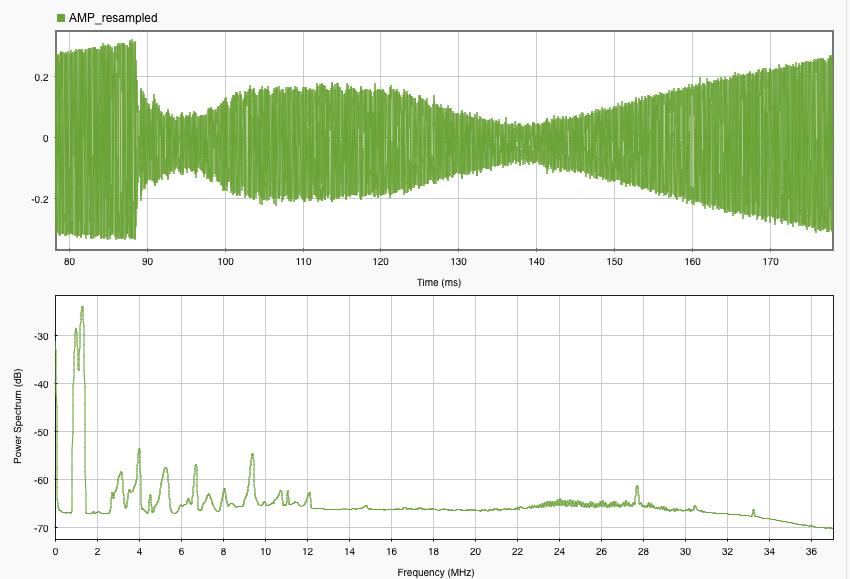 AMP_resampled
0.2
0
-0.2
80 90 100 110 120 130 140 150 160 170
Time (ms)
-30
-40
-50
-60
-70
Power Spectrum (dB)
0 2 4 6 8 10 12 14 16 18 20 22 24 26 28 30 32 34 36
Frequency (MHz)